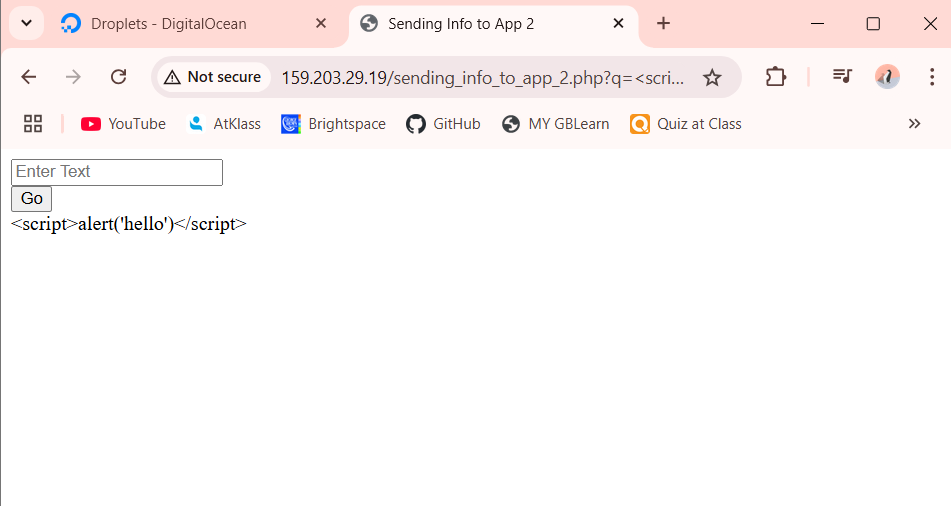 Droplets - DigitalOcean
Sending Info to App 2
Not secure
159.203.29.19/sending_info_to_app_2.php?q=<scri...
YouTube
AtKlass
Brightspace
GitHub
MY GBLearn
Quiz at Class
Enter Text
Go
<script>alert('hello')</script>